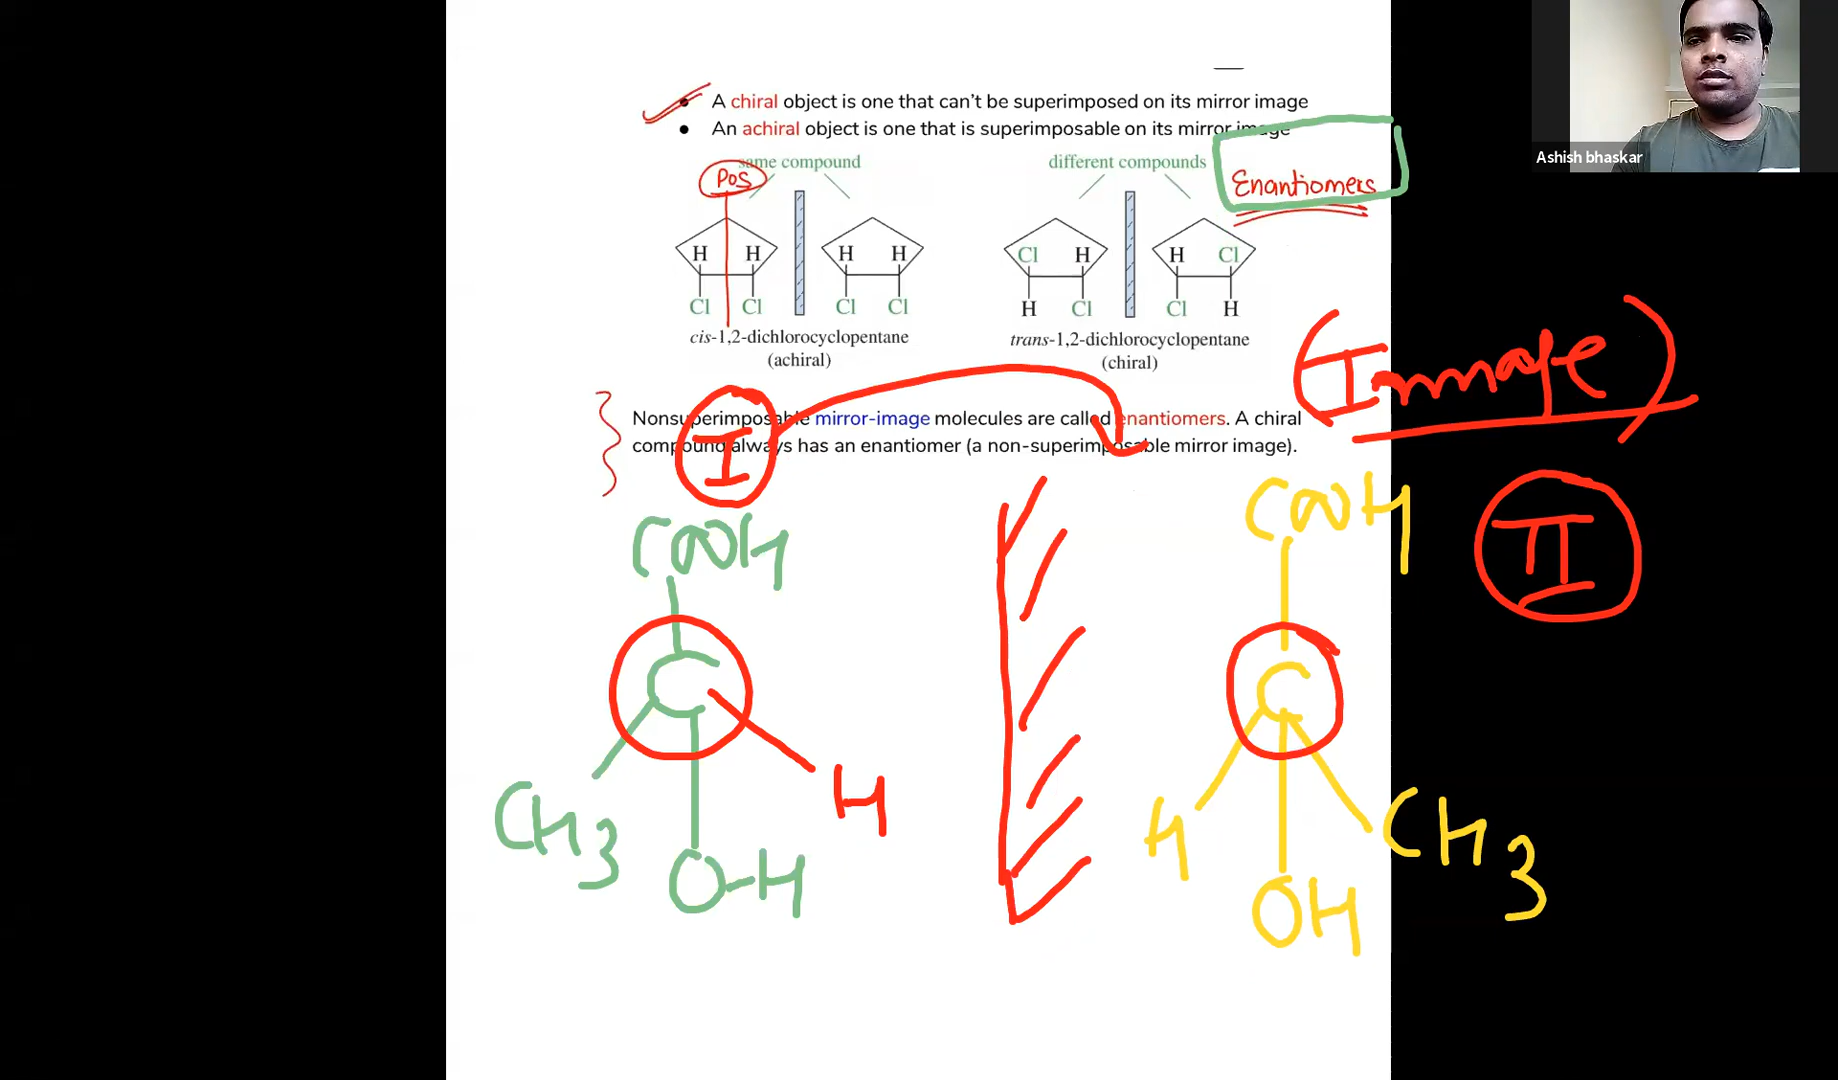 A chiral object is one that can't be superimposed on its mirror image
An achiral object is one that is superimposable on its mirror image
Ashish bhaskar
same compound
different compounds
POS
Enantiomers
H H H H
Cl Cl Cl Cl
Cl H H Cl
H Cl Cl H
cis-1,2-dichlorocyclopentane
(achiral)
trans-1,2-dichlorocyclopentane
(chiral)
(Immage)
Nonsuperimposable mirror-image molecules are called enantiomers. A chiral
compound always has an enantiomer (a non-superimposable mirror image).
I
II
COOH
C
CH3
O-H
H
COOH
C
H
OH
CH3